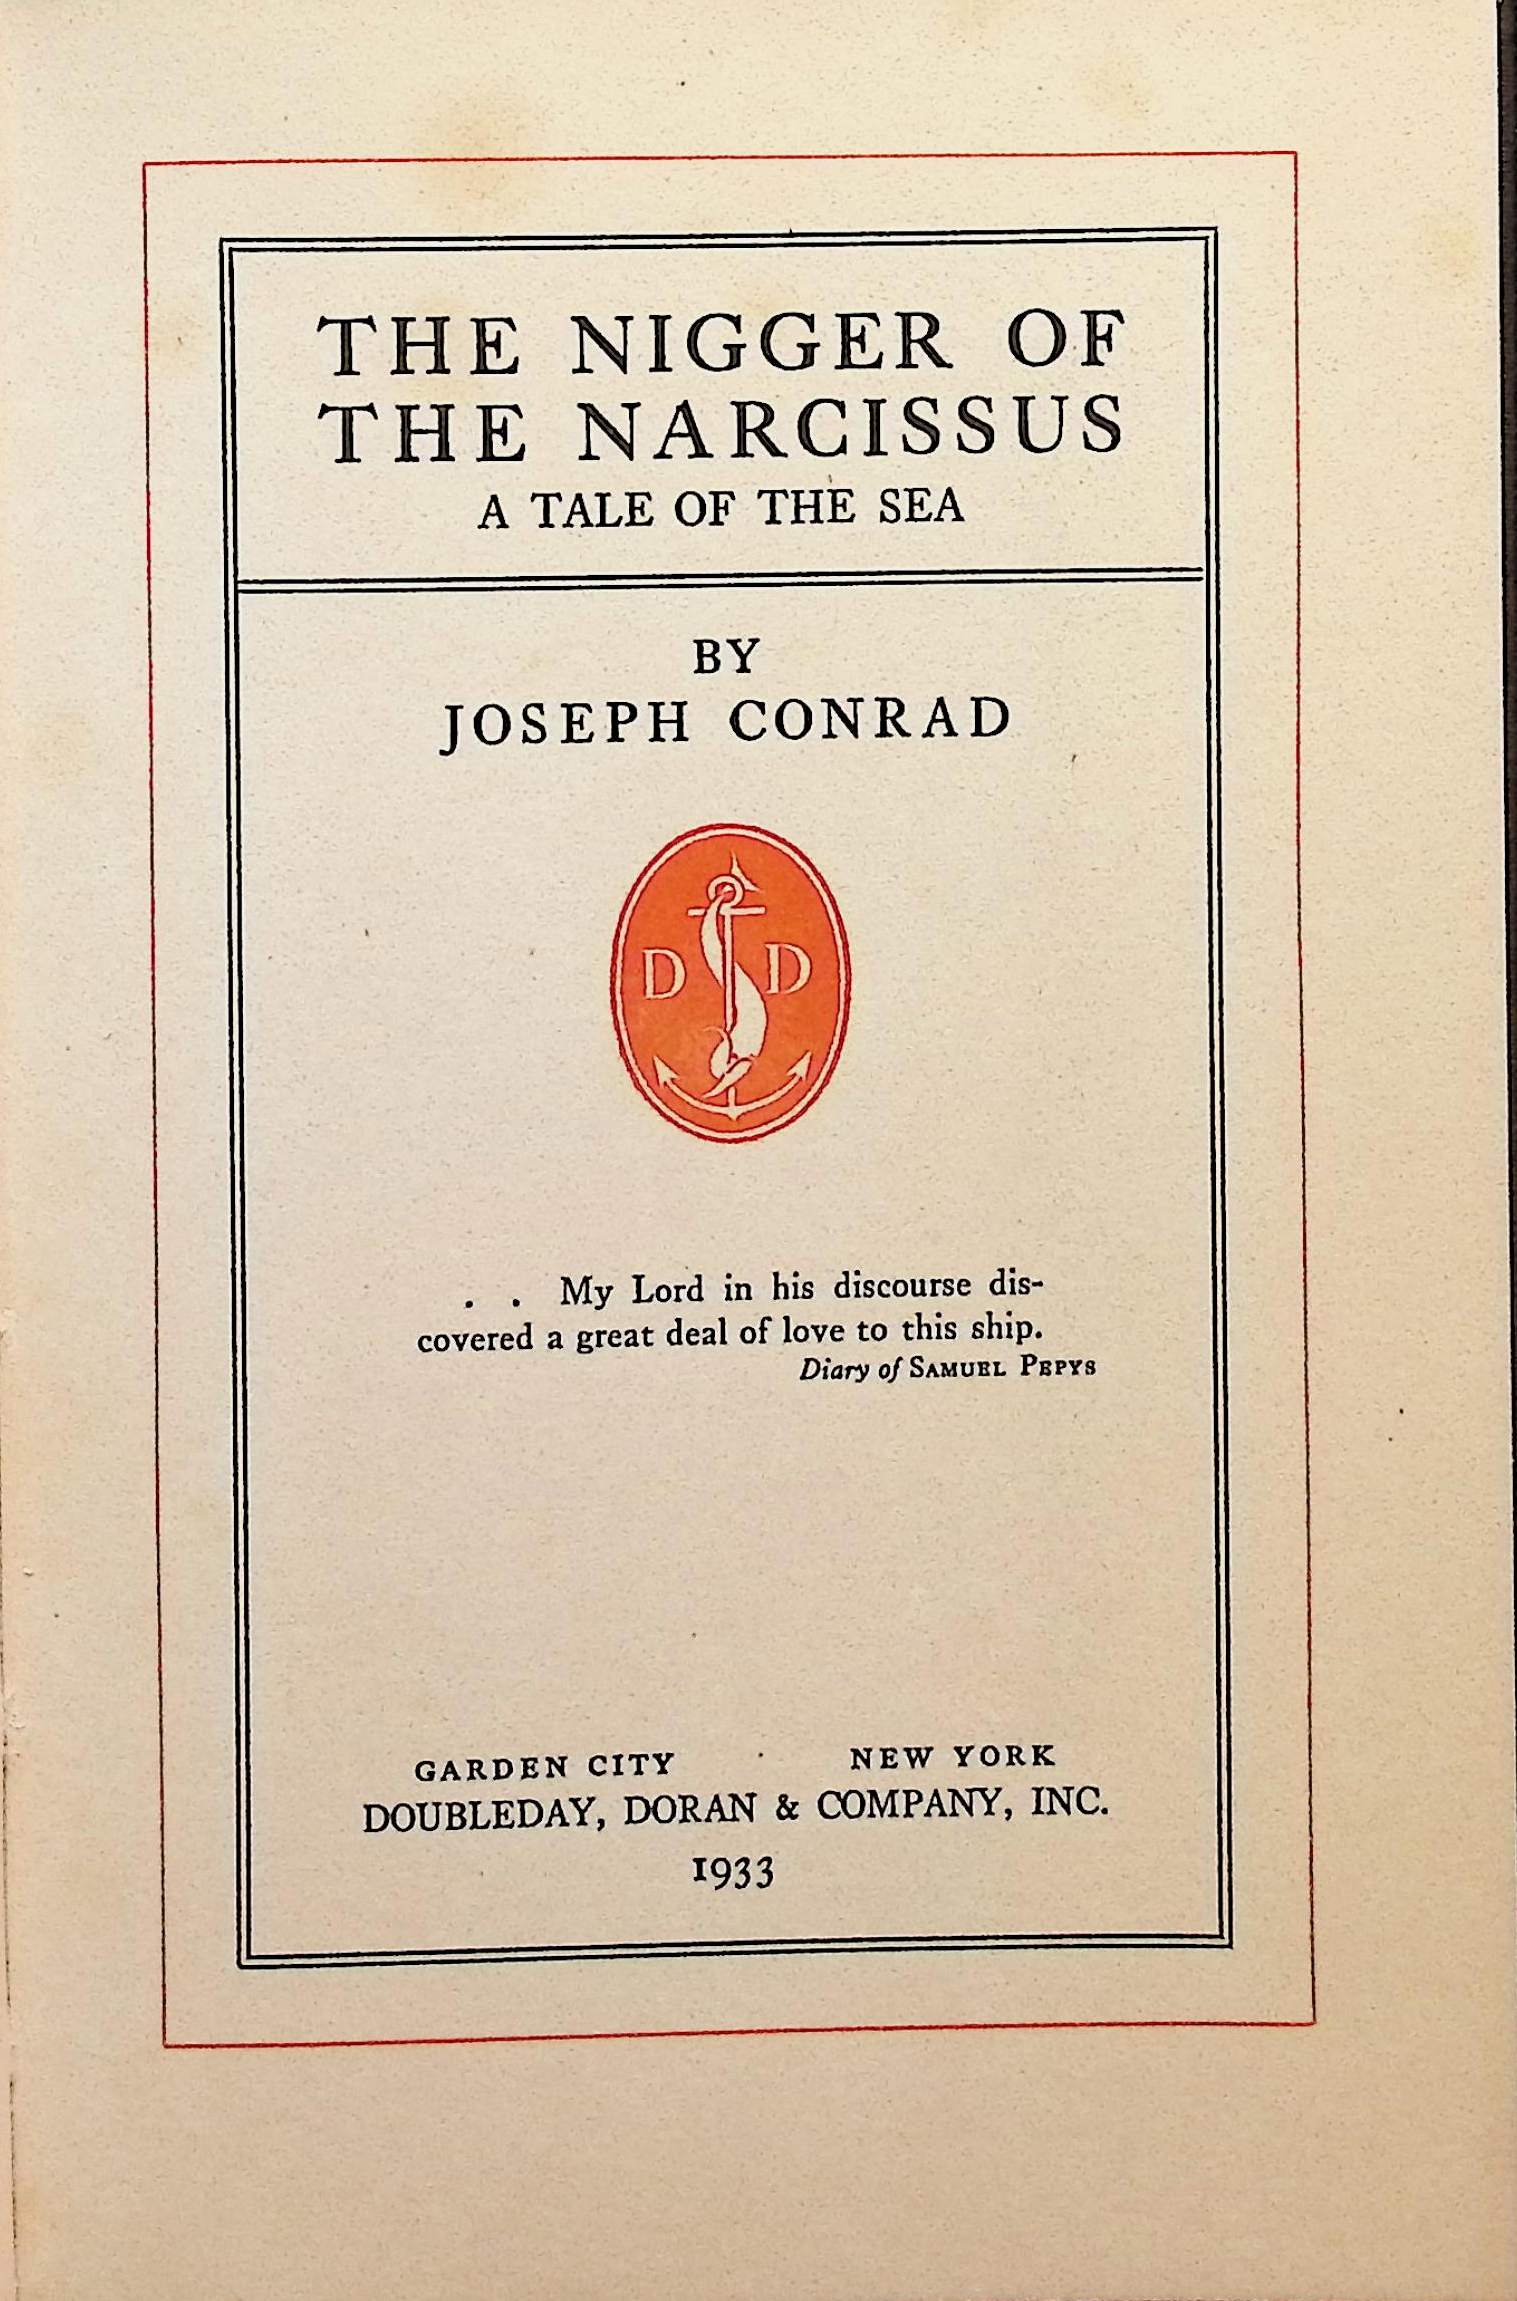 THE NIGGER OF
THE NARCISSUS
A TALE OF THE SEA
BY
JOSEPH CONRAD
D D
. . My Lord in his discourse dis-
covered a great deal of love to this ship.
Diary of SAMUEL PEPYS
GARDEN CITY NEW YORK
DOUBLEDAY, DORAN & COMPANY, INC.
1933